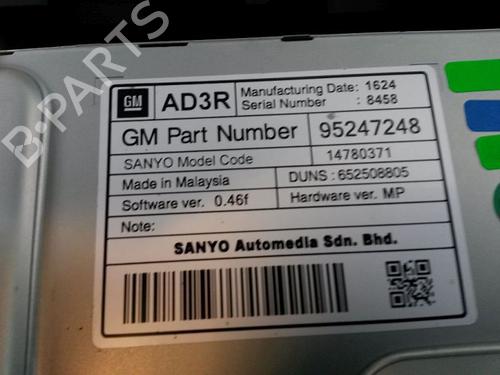 B-PARTS
GM AD3R Manufacturing Date: 1624
Serial Number : 8458
GM Part Number 95247248
SANYO Model Code 14780371
Made in Malaysia DUNS : 652508805
Software ver. 0.46f Hardware ver. MP
Note:
SANYO Automedia Sdn. Bhd.